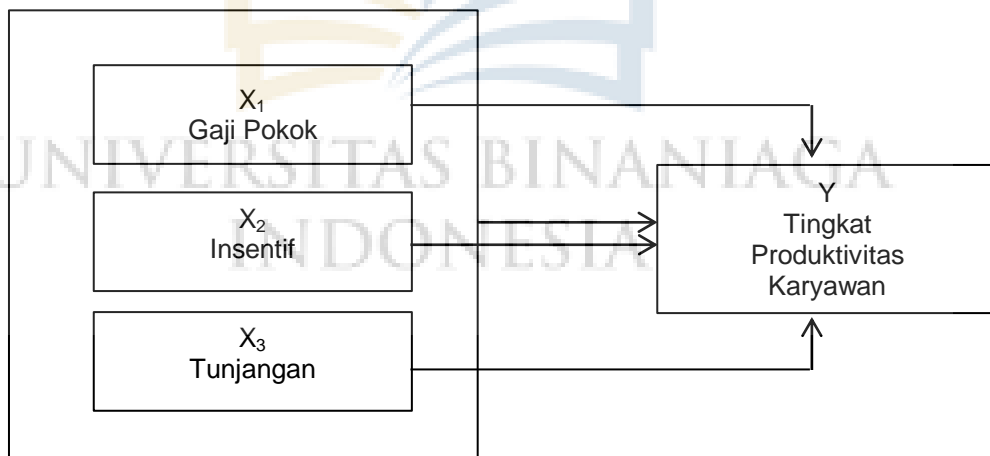 X₁
Gaji Pokok
X₂
Insentif
X₃
Tunjangan
Y
Tingkat
Produktivitas
Karyawan
UNIVERSITAS BINANIAGA
INDONESIA